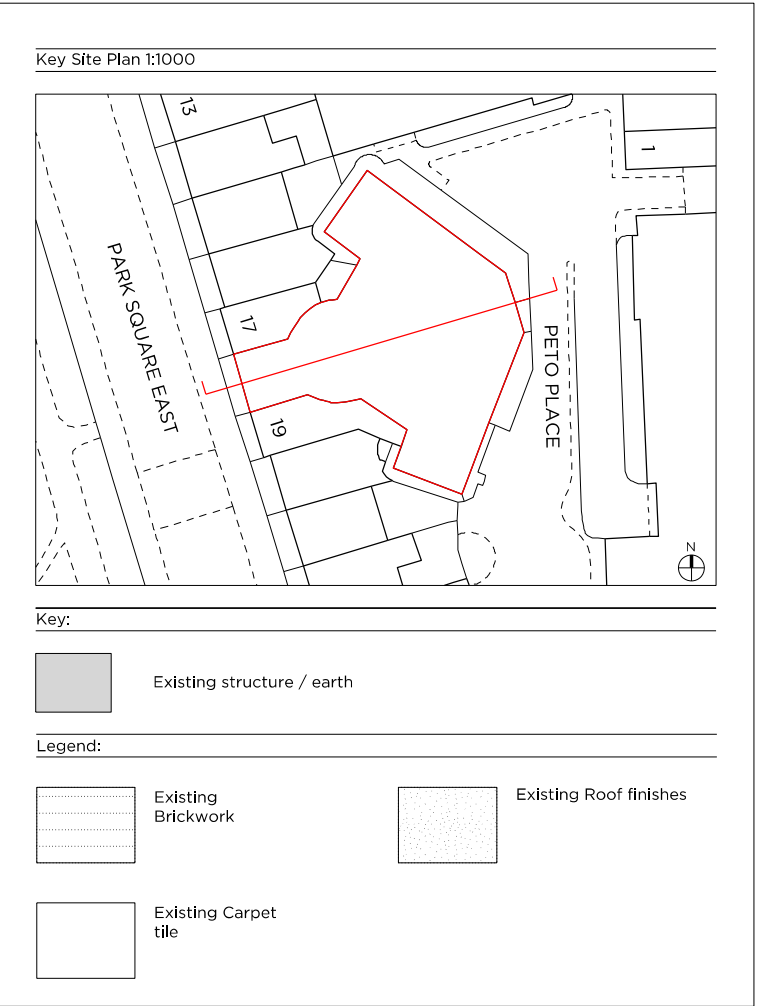 Key Site Plan 1:1000
13
1
PARK SQUARE EAST
17
PETO PLACE
19
N
Key:
Existing structure / earth
Legend:
Existing
Brickwork
Existing Roof finishes
Existing Carpet
tile